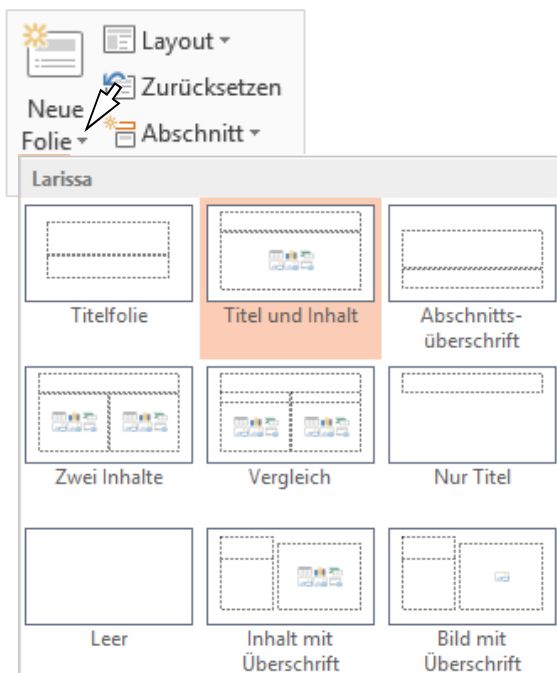 Layout
Zurücksetzen
Neue
Folie
Abschnitt
Larissa
Titelfolie
Titel und Inhalt
Abschnitts-
überschrift
Zwei Inhalte
Vergleich
Nur Titel
Leer
Inhalt mit
Überschrift
Bild mit
Überschrift